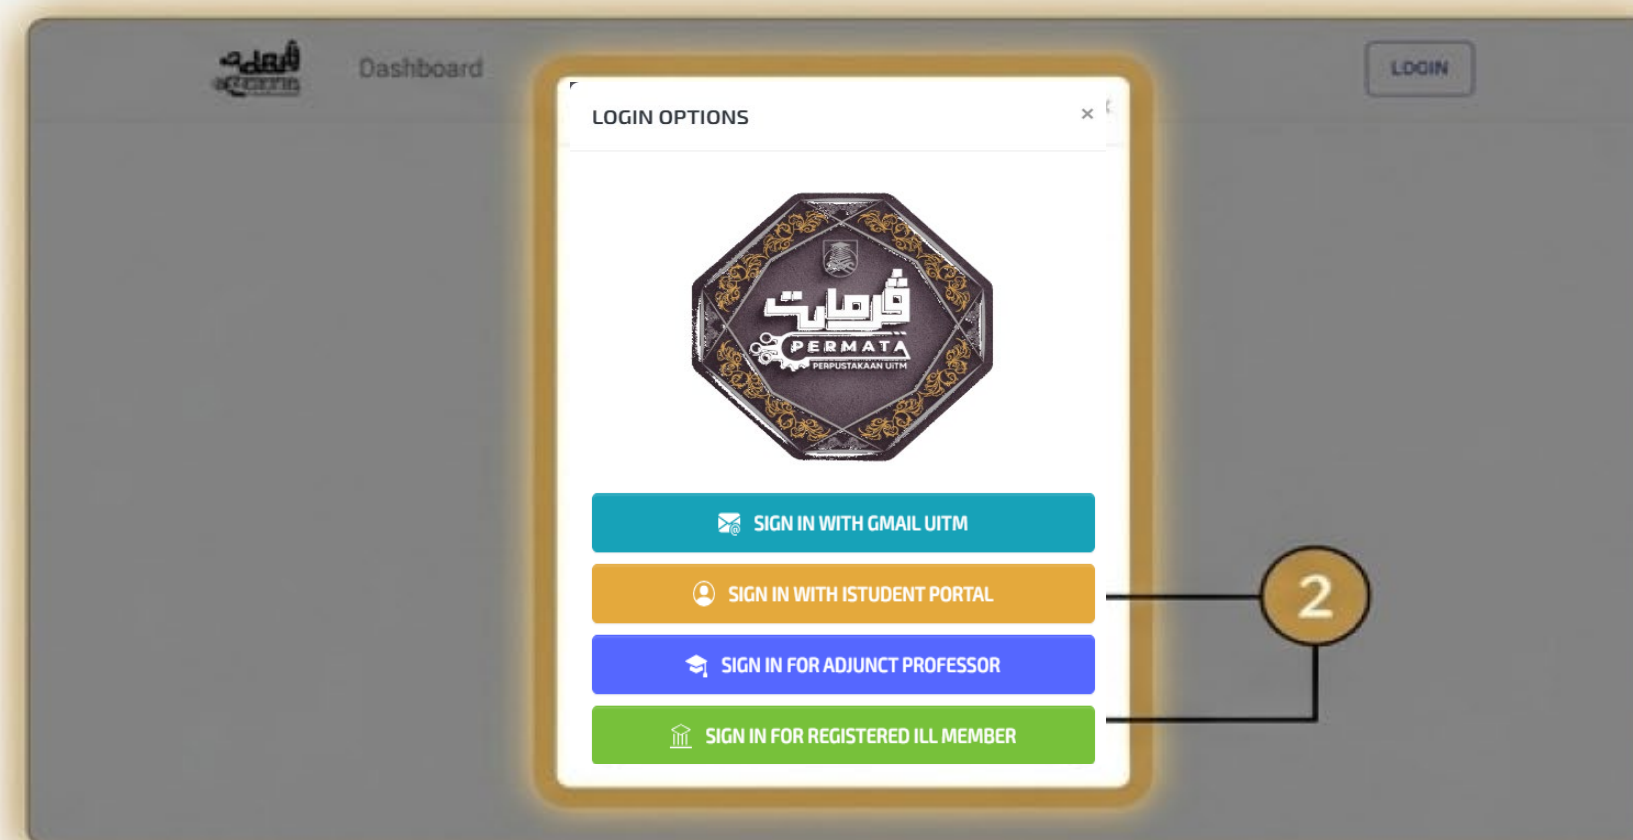 Dashboard
LOGIN
LOGIN OPTIONS
×
ڤرمات
PERMATA
PERPUSTAKAAN UiTM
SIGN IN WITH GMAIL UITM
SIGN IN WITH ISTUDENT PORTAL
2
SIGN IN FOR ADJUNCT PROFESSOR
SIGN IN FOR REGISTERED ILL MEMBER